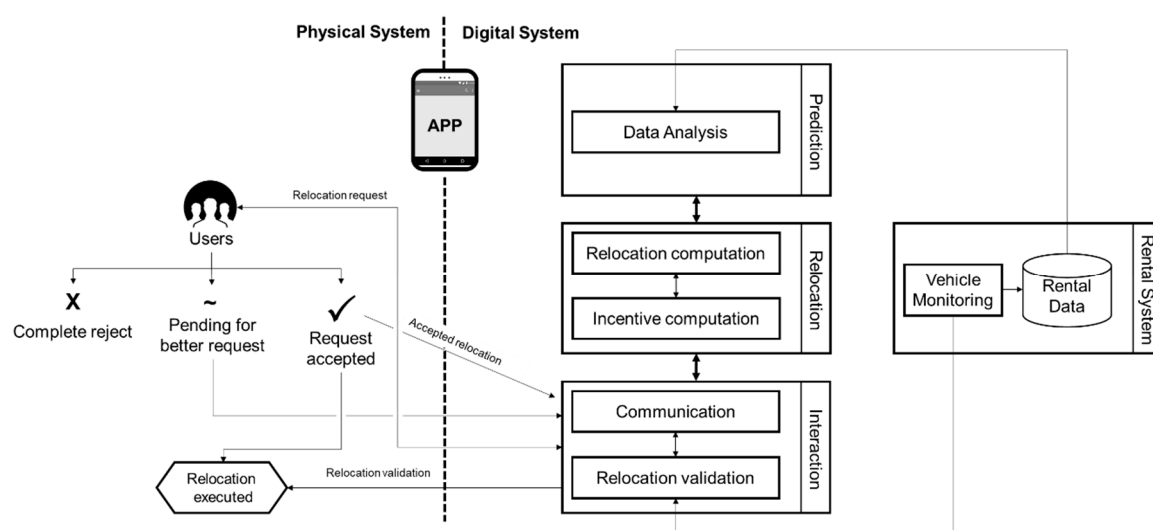 Physical System
Digital System
APP
Prediction
Data Analysis
Relocation request
Users
Relocation computation
Incentive computation
Relocation
Rental System
Vehicle
Monitoring
Rental
Data
X
~
Complete reject
Pending for
better request
Request
accepted
Accepted relocation
Communication
Relocation validation
Interaction
Relocation validation
Relocation
executed